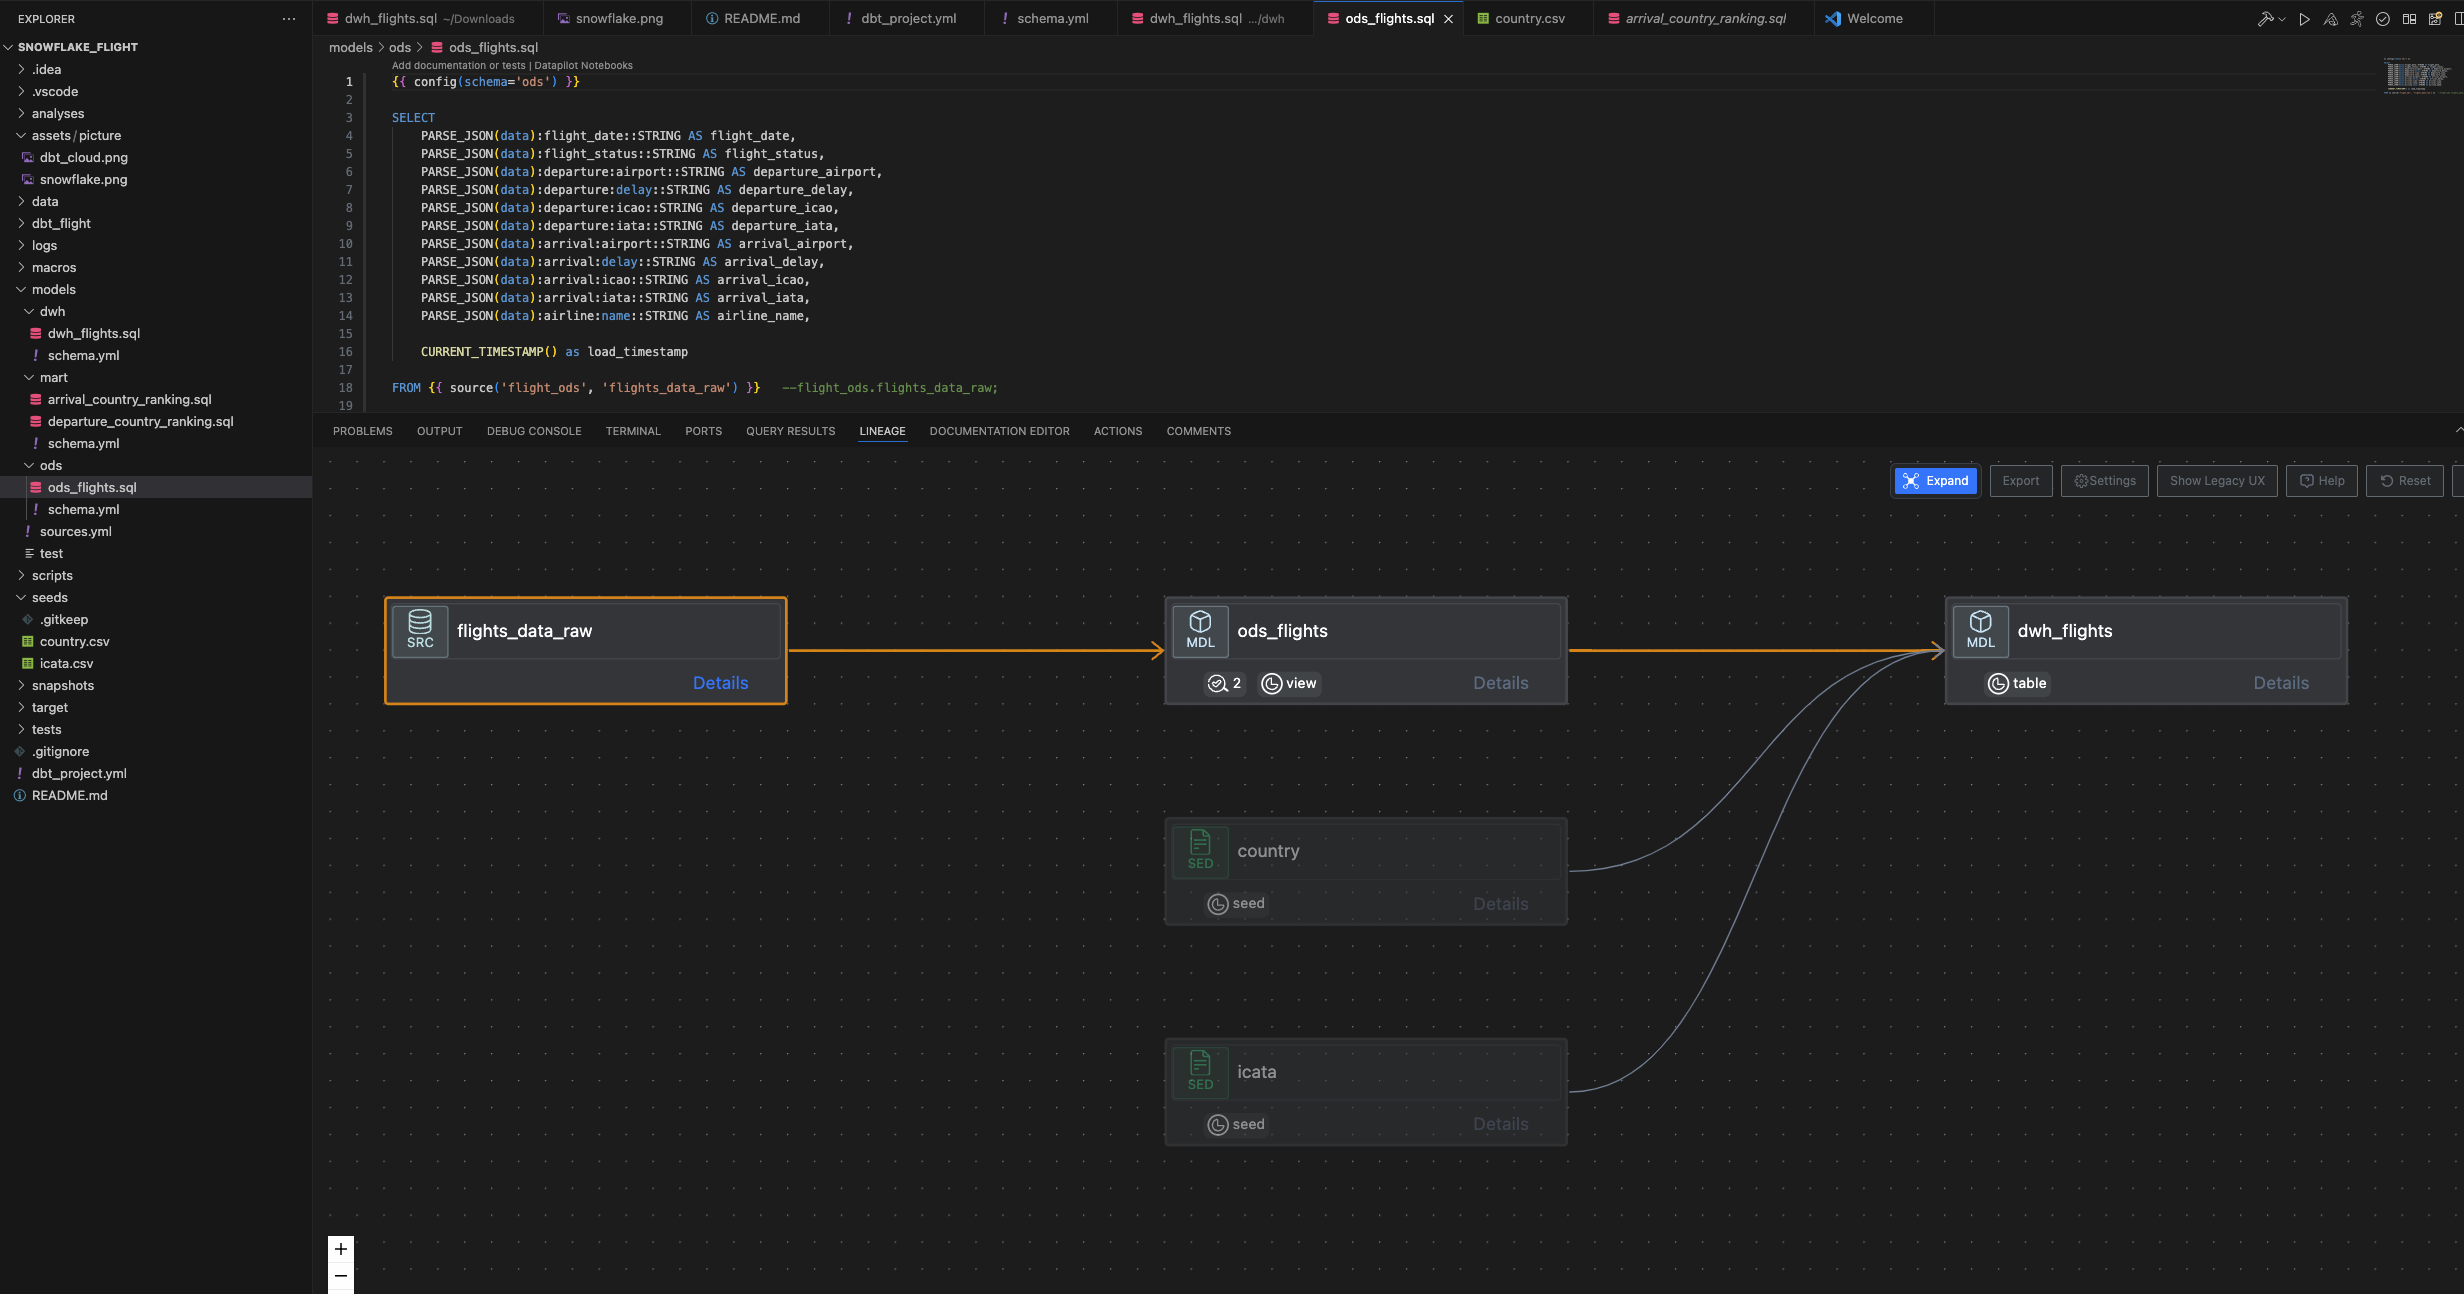 EXPLORER
SNOWFLAKE_FLIGHT
.idea
.vscode
analyses
assets/picture
dbt_cloud.png
snowflake.png
data
dbt_flight
logs
macros
models
dwh
dwh_flights.sql
schema.yml
mart
arrival_country_ranking.sql
departure_country_ranking.sql
schema.yml
ods
ods_flights.sql
schema.yml
sources.yml
test
scripts
seeds
.gitkeep
country.csv
icata.csv
snapshots
target
tests
.gitignore
dbt_project.yml
README.md
dwh_flights.sql ~/Downloads snowflake.png README.md dbt_project.yml schema.yml dwh_flights.sql .../dwh ods_flights.sql country.csv arrival_country_ranking.sql Welcome
models > ods > ods_flights.sql
Add documentation or tests | Datapilot Notebooks
1 {{ config(schema='ods') }}
2
3 SELECT
4 PARSE_JSON(data):flight_date::STRING AS flight_date,
5 PARSE_JSON(data):flight_status::STRING AS flight_status,
6 PARSE_JSON(data):departure:airport::STRING AS departure_airport,
7 PARSE_JSON(data):departure:delay::STRING AS departure_delay,
8 PARSE_JSON(data):departure:icao::STRING AS departure_icao,
9 PARSE_JSON(data):departure:iata::STRING AS departure_iata,
10 PARSE_JSON(data):arrival:airport::STRING AS arrival_airport,
11 PARSE_JSON(data):arrival:delay::STRING AS arrival_delay,
12 PARSE_JSON(data):arrival:icao::STRING AS arrival_icao,
13 PARSE_JSON(data):arrival:iata::STRING AS arrival_iata,
14 PARSE_JSON(data):airline:name::STRING AS airline_name,
15
16 CURRENT_TIMESTAMP() as load_timestamp
17
18 FROM {{ source('flight_ods', 'flights_data_raw') }} --flight_ods.flights_data_raw;
19
PROBLEMS OUTPUT DEBUG CONSOLE TERMINAL PORTS QUERY RESULTS LINEAGE DOCUMENTATION EDITOR ACTIONS COMMENTS
Expand Export Settings Show Legacy UX Help Reset
SRC flights_data_raw
Details
MDL ods_flights
2 view Details
MDL dwh_flights
table Details
SED country
seed Details
SED icata
seed Details
+
−